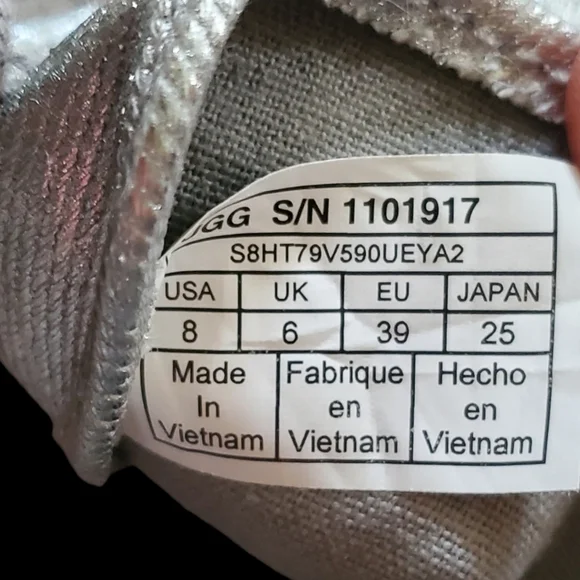 UGG S/N 1101917
S8HT79V590UEYA2
USA UK EU JAPAN
8 6 39 25
Made In Vietnam
Fabrique en Vietnam
Hecho en Vietnam